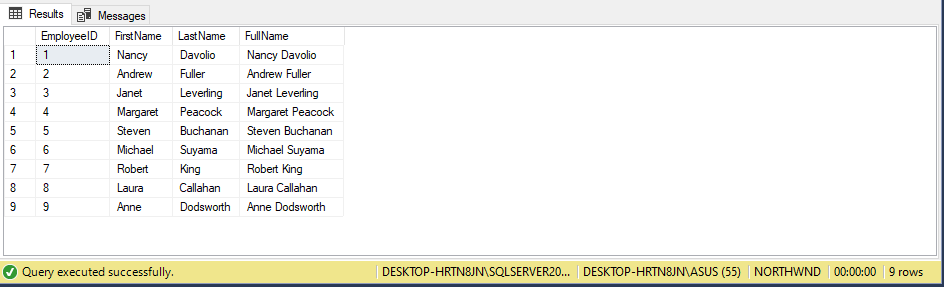 Results Messages
EmployeeID FirstName LastName FullName
1 1 Nancy Davolio Nancy Davolio
2 2 Andrew Fuller Andrew Fuller
3 3 Janet Leverling Janet Leverling
4 4 Margaret Peacock Margaret Peacock
5 5 Steven Buchanan Steven Buchanan
6 6 Michael Suyama Michael Suyama
7 7 Robert King Robert King
8 8 Laura Callahan Laura Callahan
9 9 Anne Dodsworth Anne Dodsworth
Query executed successfully. DESKTOP-HRTN8JN\SQLSERVER20... DESKTOP-HRTN8JN\ASUS (55) NORTHWND 00:00:00 9 rows